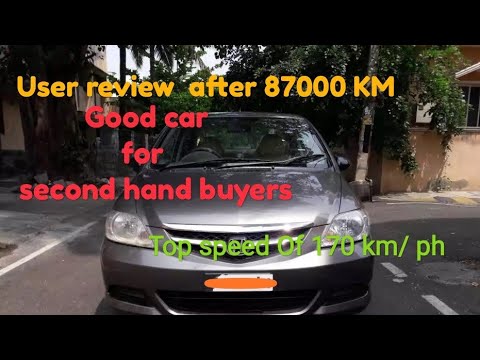 User review after 87000 KM
Good car
for
second hand buyers
Top speed Of 170 km/ ph